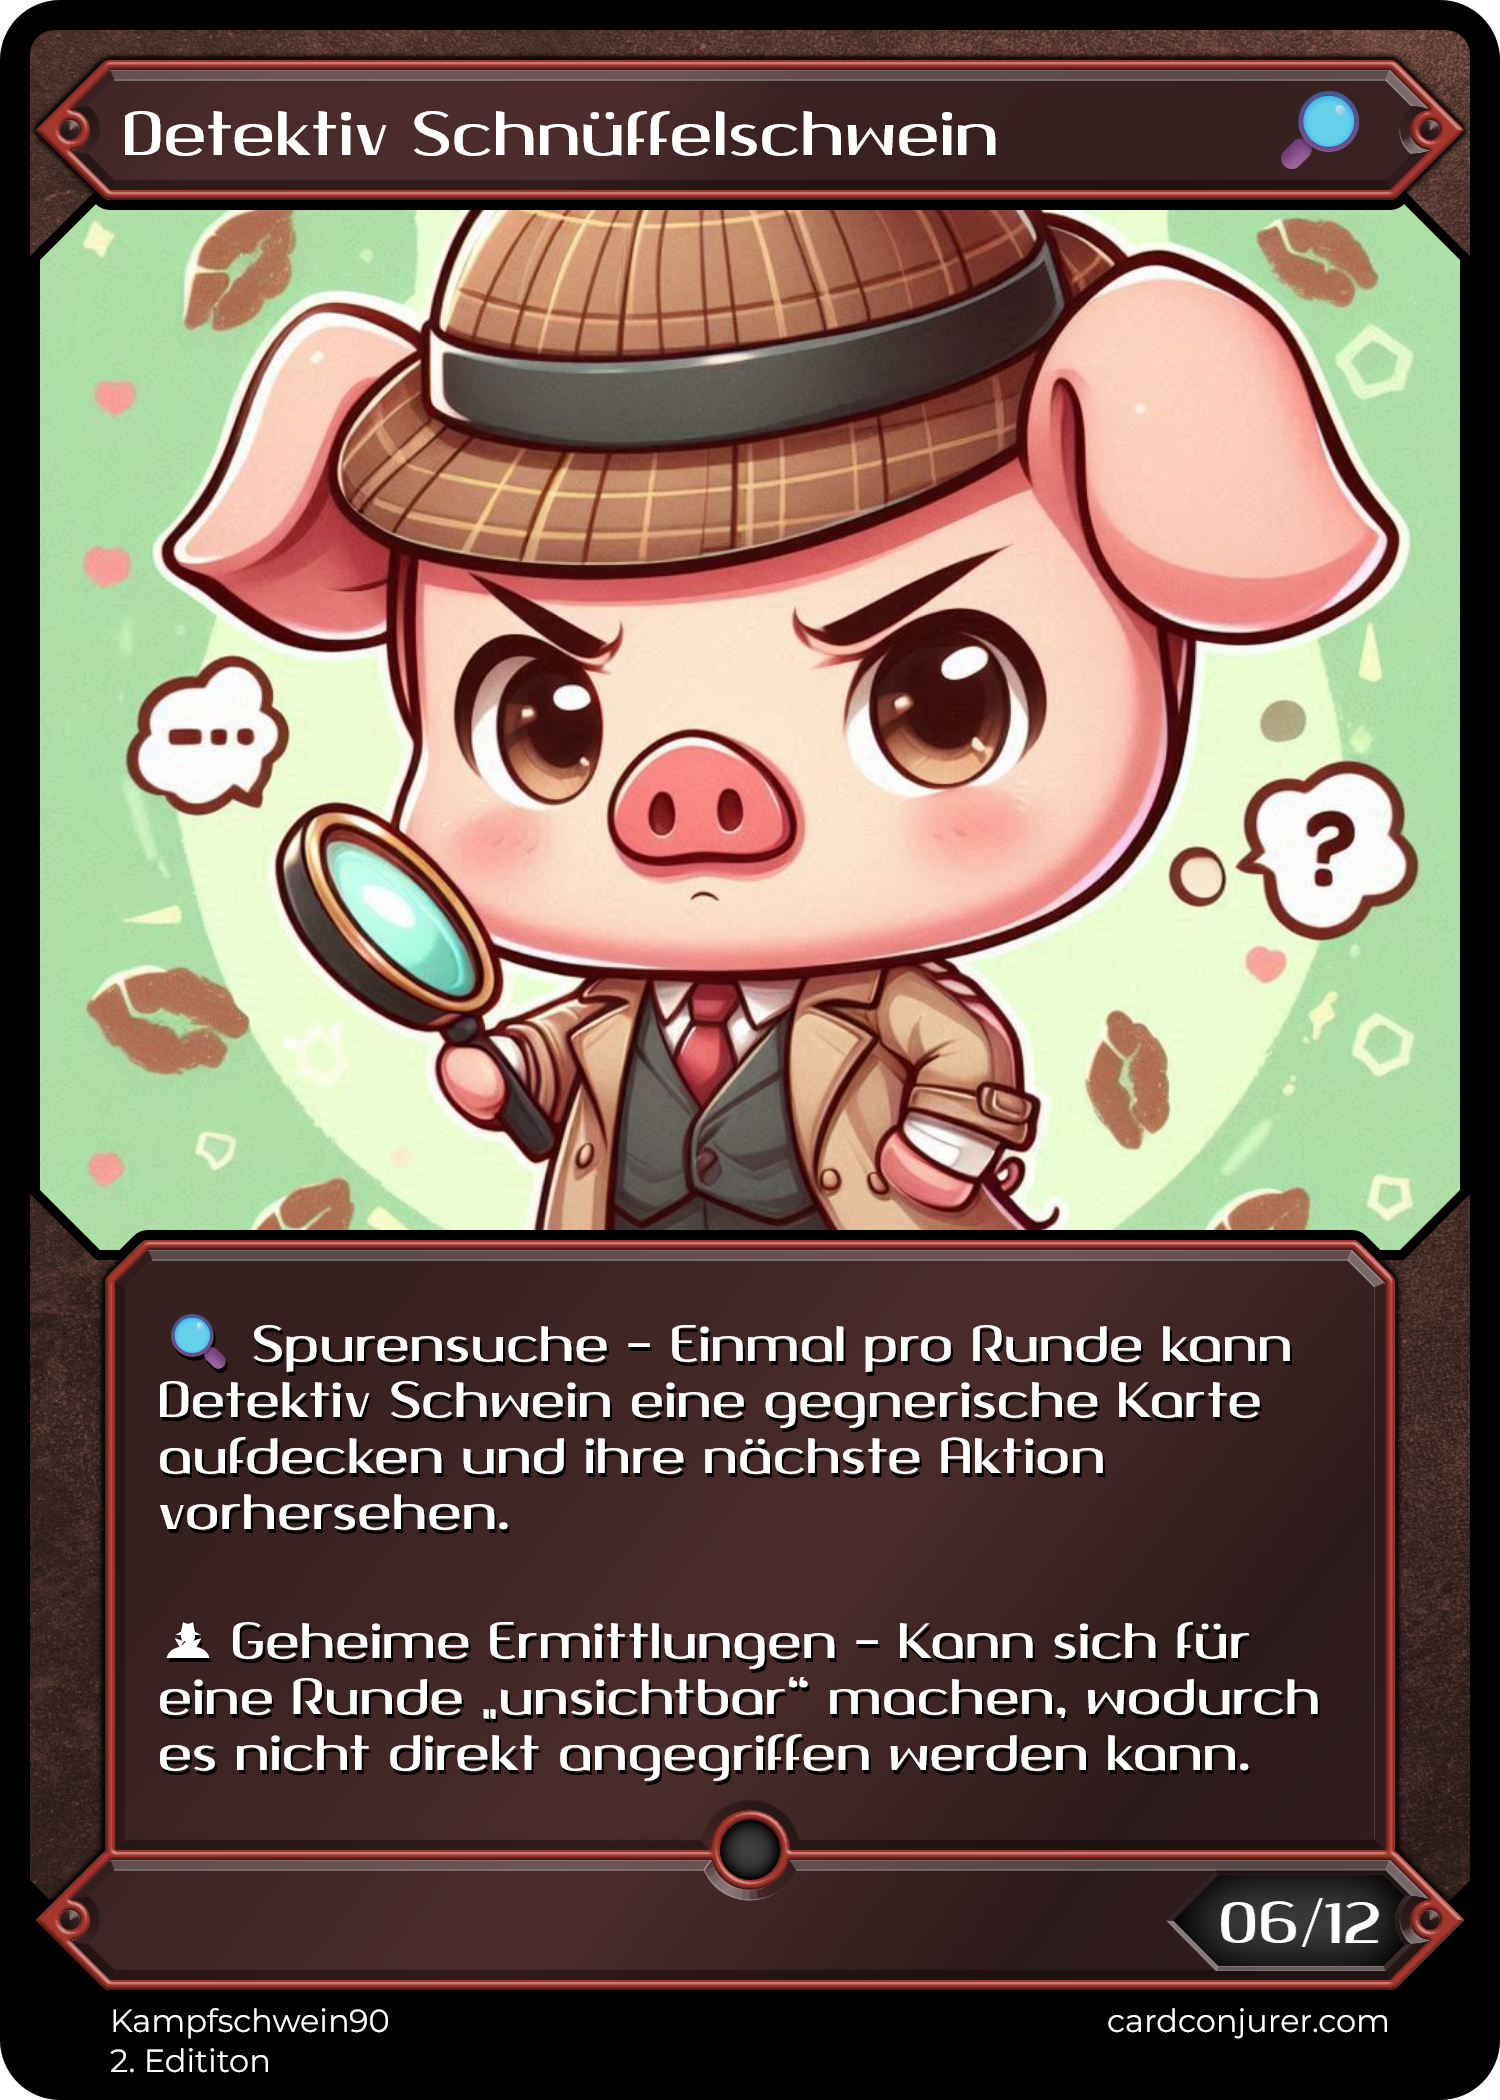 Detektiv Schnüffelschwein
?
Spurensuche – Einmal pro Runde kann
Detektiv Schwein eine gegnerische Karte
aufdecken und ihre nächste Aktion
vorhersehen.
Geheime Ermittlungen – Kann sich für
eine Runde „unsichtbar“ machen, wodurch
es nicht direkt angegriffen werden kann.
06/12
Kampfschwein90
cardconjurer.com
2. Edititon